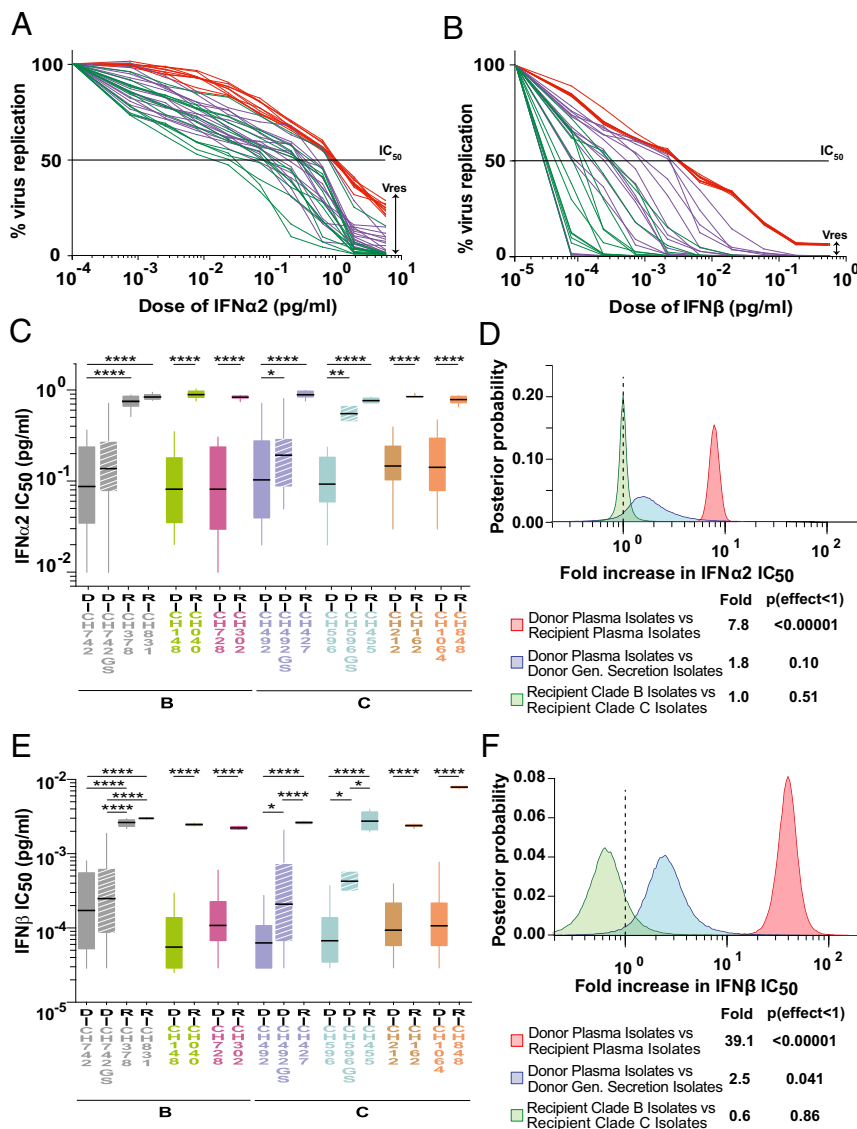 A
% virus replication
100
50
0
IC50
Vres
10-4 10-3 10-2 10-1 100 101
Dose of IFNα2 (pg/ml)
B
% virus replication
100
50
0
IC50
Vres
10-5 10-4 10-3 10-2 10-1 100
Dose of IFNβ (pg/ml)
C
IFNα2 IC50 (pg/ml)
100
10-1
10-2
**** **** **** **** **** **** ****
**** * **
D-CH742
D-CH742GS
R-CH378
R-CH831
D-CH148
R-CH040
D-CH728
R-CH302
D-CH492
D-CH492GS
R-CH427
D-CH596
D-CH596GS
R-CH455
D-CH212
R-CH162
D-CH1064
R-CH848
B C
D
Posterior probability
0.20
0.10
0.00
100 101 102
Fold increase in IFNα2 IC50
Fold p(effect<1)
Donor Plasma Isolates vs
Recipient Plasma Isolates 7.8 <0.00001
Donor Plasma Isolates vs
Donor Gen. Secretion Isolates 1.8 0.10
Recipient Clade B Isolates vs
Recipient Clade C Isolates 1.0 0.51
E
IFNβ IC50 (pg/ml)
10-2
10-3
10-4
10-5
**** **** **** **** **** **** ****
**** **** * **** * *
****
D-CH742
D-CH742GS
R-CH378
R-CH831
D-CH148
R-CH040
D-CH728
R-CH302
D-CH492
D-CH492GS
R-CH427
D-CH596
D-CH596GS
R-CH455
D-CH212
R-CH162
D-CH1064
R-CH848
B C
F
Posterior probability
0.08
0.06
0.04
0.02
0.00
100 101 102
Fold increase in IFNβ IC50
Fold p(effect<1)
Donor Plasma Isolates vs
Recipient Plasma Isolates 39.1 <0.00001
Donor Plasma Isolates vs
Donor Gen. Secretion Isolates 2.5 0.041
Recipient Clade B Isolates vs
Recipient Clade C Isolates 0.6 0.86